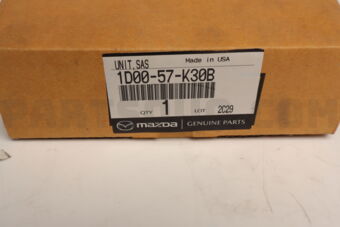 UNIT,SAS Made in USA
1D00-57-K30B
QTY 1 LOT 2C29
mazda GENUINE PARTS